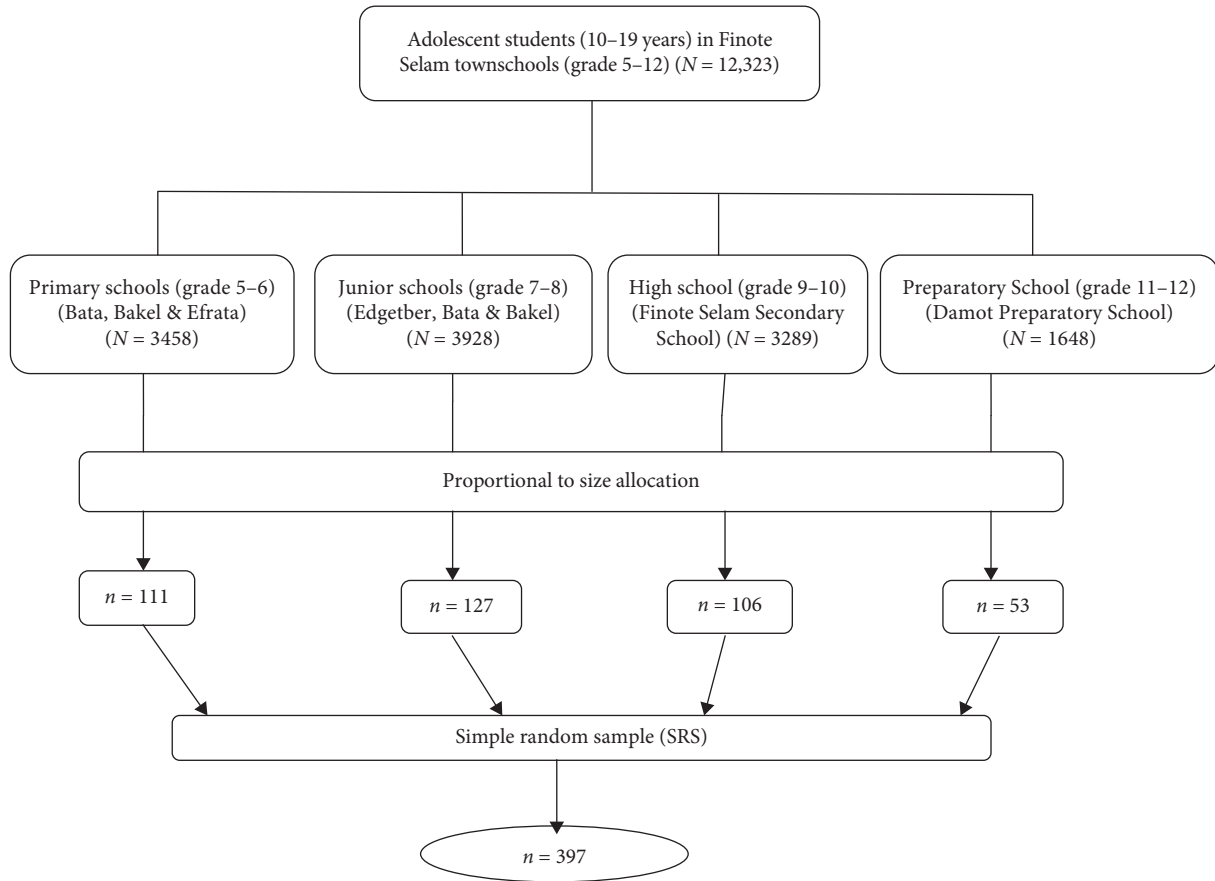 Adolescent students (10–19 years) in Finote
Selam townschools (grade 5–12) (N = 12,323)
Primary schools (grade 5–6)
(Bata, Bakel & Efrata)
(N = 3458)
Junior schools (grade 7–8)
(Edgetber, Bata & Bakel)
(N = 3928)
High school (grade 9–10)
(Finote Selam Secondary
School) (N = 3289)
Preparatory School (grade 11–12)
(Damot Preparatory School)
(N = 1648)
Proportional to size allocation
n = 111
n = 127
n = 106
n = 53
Simple random sample (SRS)
n = 397